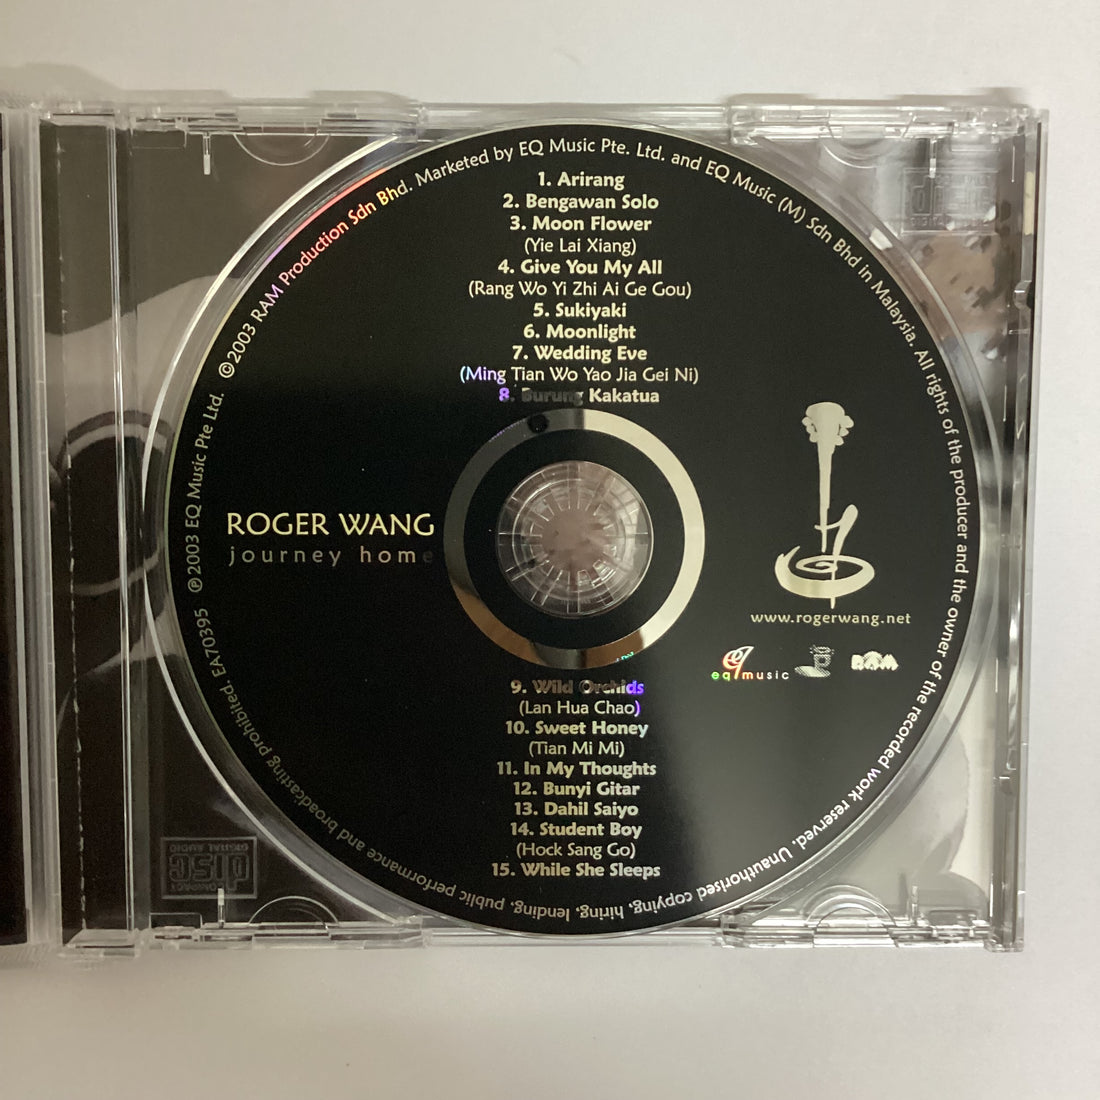 1. Arirang
2. Bengawan Solo
3. Moon Flower
(Yie Lai Xiang)
4. Give You My All
(Rang Wo Yi Zhi Ai Ge Gou)
5. Sukiyaki
6. Moonlight
7. Wedding Eve
(Ming Tian Wo Yao Jia Gei Ni)
8. Burung Kakatua
ROGER WANG
journey home
www.rogerwang.net
eq music
RAM
9. Wild Orchids
(Lan Hua Chao)
10. Sweet Honey
(Tian Mi Mi)
11. In My Thoughts
12. Bunyi Gitar
13. Dahil Saiyo
14. Student Boy
(Hock Sang Go)
15. While She Sleeps
℗2003 EQ Music Pte Ltd. ©2003 RAM Production Sdn Bhd. Marketed by EQ Music Pte. Ltd. and EQ Music (M) Sdn Bhd in Malaysia. All rights of the producer and the owner of the recorded work reserved. Unauthorised copying, hiring, lending, public performance and broadcasting prohibited. EA70395
COMPACT
disc
DIGITAL AUDIO